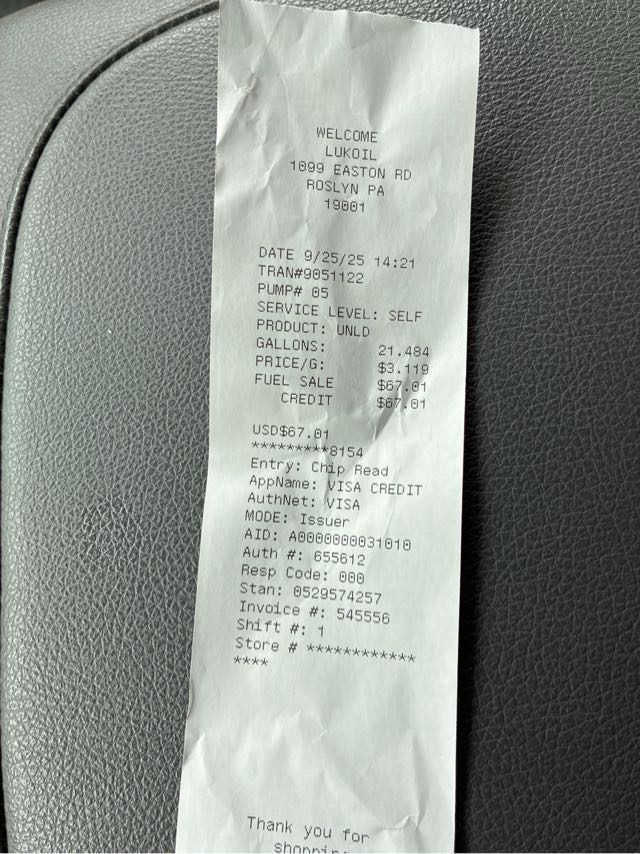 WELCOME
LUKOIL
1099 EASTON RD
ROSLYN PA
19001
DATE 9/25/25 14:21
TRAN#9051122
PUMP# 05
SERVICE LEVEL: SELF
PRODUCT: UNLD
GALLONS: 21.484
PRICE/G: $3.119
FUEL SALE $67.01
CREDIT $67.01
USD$67.01
*********8154
Entry: Chip Read
AppName: VISA CREDIT
AuthNet: VISA
MODE: Issuer
AID: A0000000031010
Auth #: 655612
Resp Code: 000
Stan: 0529574257
Invoice #: 545556
Shift #: 1
Store # ************
****
Thank you for